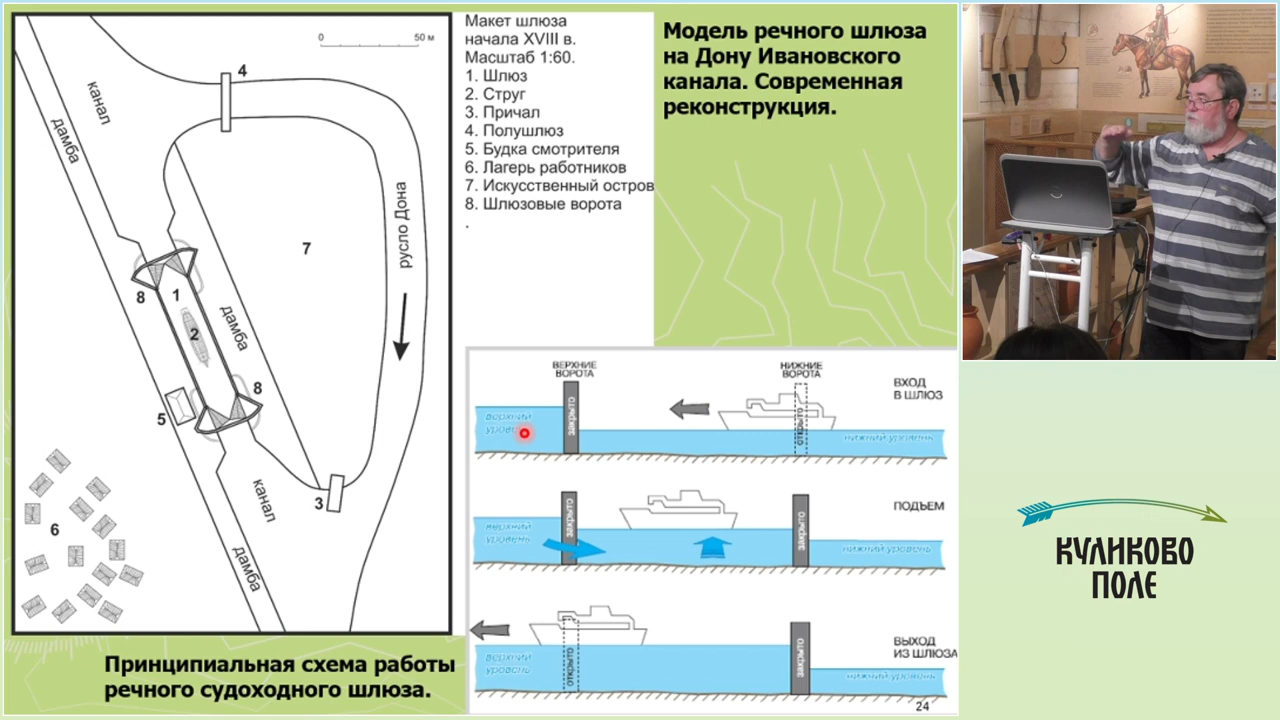 Макет шлюза
начала XVIII в.
Масштаб 1:60.
1. Шлюз
2. Струг
3. Причал
4. Полушлюз
5. Будка смотрителя
6. Лагерь работников
7. Искусственный остров
8. Шлюзовые ворота
.
Модель речного шлюза
на Дону Ивановского
канала. Современная
реконструкция.
0 50 м
4
канал
дамба
русло Дона
7
8
1
2
дамба
8
5
3
канал
6
дамба
Принципиальная схема работы
речного судоходного шлюза.
ВЕРХНИЕ
ВОРОТА
НИЖНИЕ
ВОРОТА
ВХОД
В ШЛЮЗ
верхний
уровень
закрыто
открыто
нижний уровень
ПОДЪЕМ
верхний
уровень
закрыто
закрыто
нижний уровень
ВЫХОД
ИЗ ШЛЮЗА
верхний
уровень
открыто
закрыто
нижний уровень
24
КУЛИКОВО
ПОЛЕ